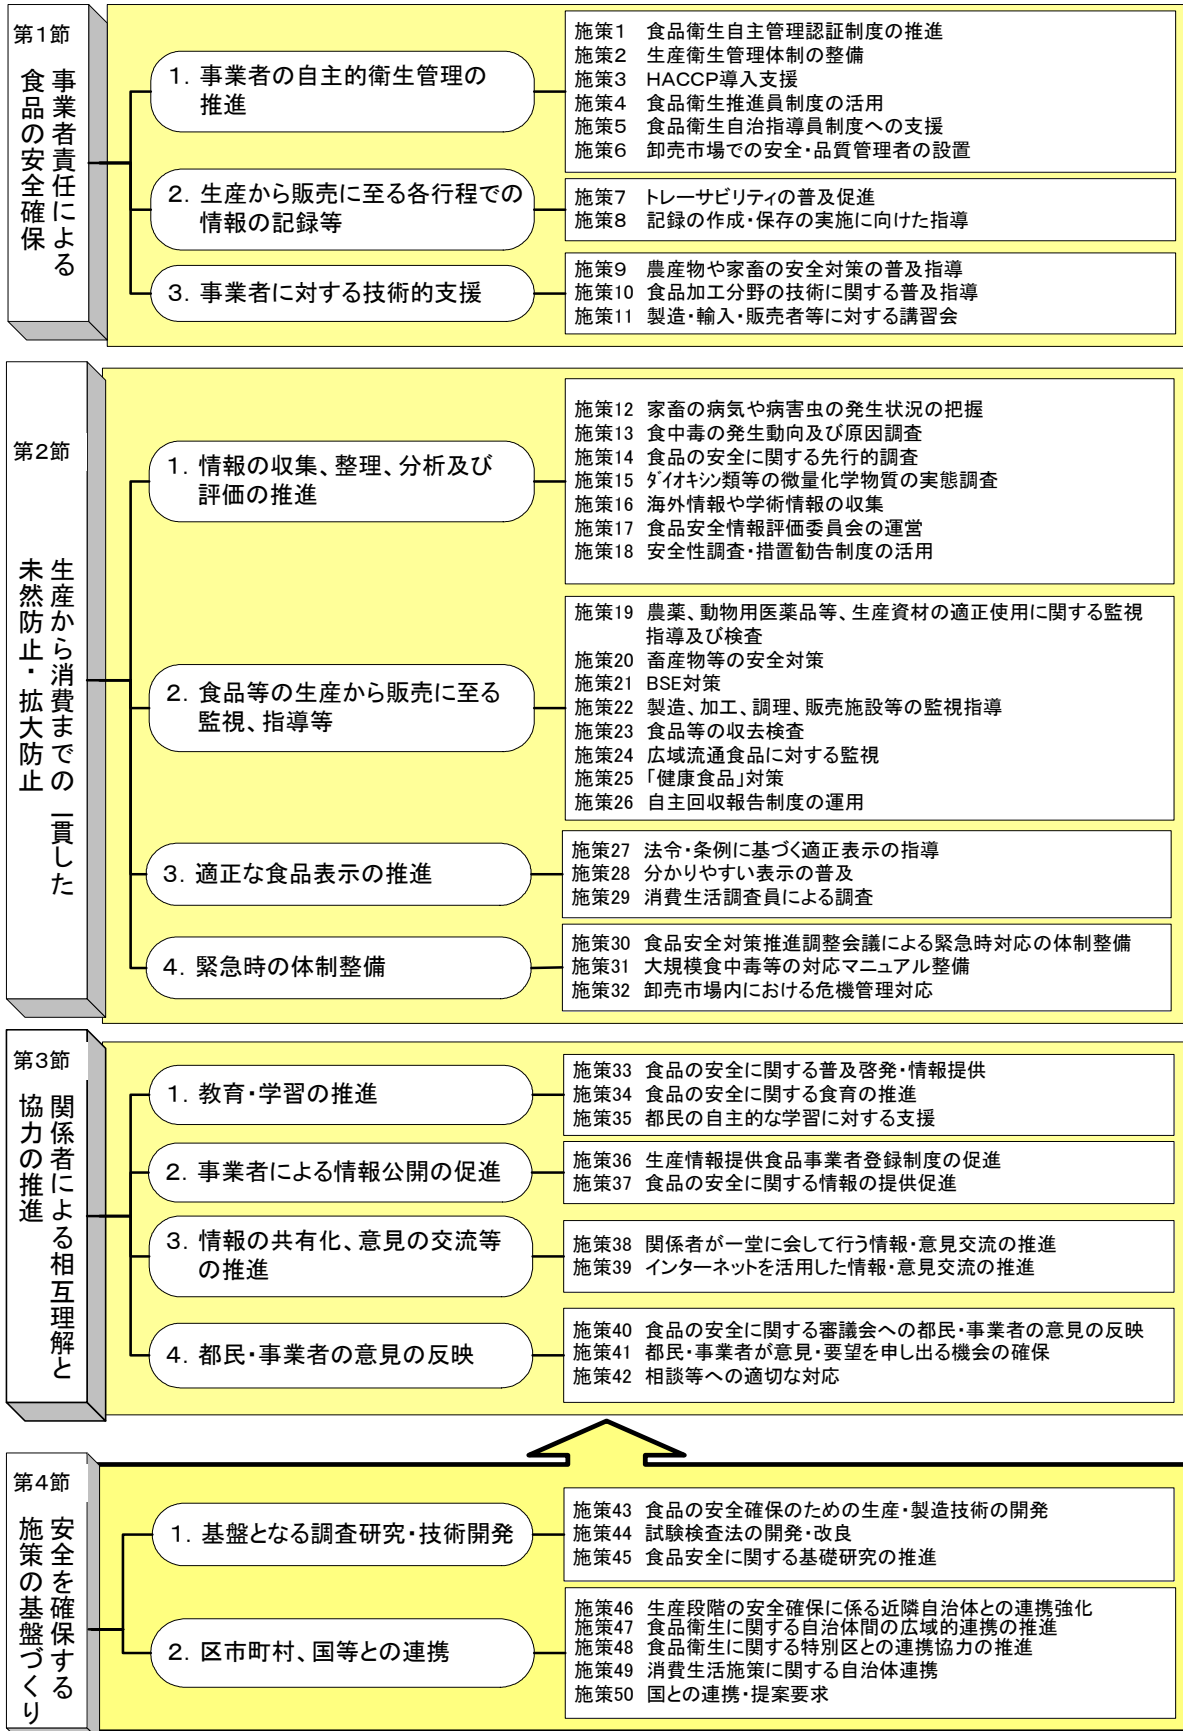 第1節
事業者責任による
食品の安全確保
1. 事業者の自主的衛生管理の
推進
施策1 食品衛生自主管理認証制度の推進
施策2 生産衛生管理体制の整備
施策3 HACCP導入支援
施策4 食品衛生推進員制度の活用
施策5 食品衛生自治指導員制度への支援
施策6 卸売市場での安全・品質管理者の設置
2. 生産から販売に至る各行程での
情報の記録等
施策7 トレーサビリティの普及促進
施策8 記録の作成・保存の実施に向けた指導
3. 事業者に対する技術的支援
施策9 農産物や家畜の安全対策の普及指導
施策10 食品加工分野の技術に関する普及指導
施策11 製造・輸入・販売者等に対する講習会
第2節
生産から消費までの一貫した
未然防止・拡大防止
1. 情報の収集、整理、分析及び
評価の推進
施策12 家畜の病気や病害虫の発生状況の把握
施策13 食中毒の発生動向及び原因調査
施策14 食品の安全に関する先行的調査
施策15 ダイオキシン類等の微量化学物質の実態調査
施策16 海外情報や学術情報の収集
施策17 食品安全情報評価委員会の運営
施策18 安全性調査・措置勧告制度の活用
2. 食品等の生産から販売に至る
監視、指導等
施策19 農薬、動物用医薬品等、生産資材の適正使用に関する監視
指導及び検査
施策20 畜産物等の安全対策
施策21 BSE対策
施策22 製造、加工、調理、販売施設等の監視指導
施策23 食品等の収去検査
施策24 広域流通食品に対する監視
施策25 「健康食品」対策
施策26 自主回収報告制度の運用
3. 適正な食品表示の推進
施策27 法令・条例に基づく適正表示の指導
施策28 分かりやすい表示の普及
施策29 消費生活調査員による調査
4. 緊急時の体制整備
施策30 食品安全対策推進調整会議による緊急時対応の体制整備
施策31 大規模食中毒等の対応マニュアル整備
施策32 卸売市場内における危機管理対応
第3節
関係者による相互理解と
協力の推進
1. 教育・学習の推進
施策33 食品の安全に関する普及啓発・情報提供
施策34 食品の安全に関する食育の推進
施策35 都民の自主的な学習に対する支援
2. 事業者による情報公開の促進
施策36 生産情報提供食品事業者登録制度の促進
施策37 食品の安全に関する情報の提供促進
3. 情報の共有化、意見の交流等
の推進
施策38 関係者が一堂に会して行う情報・意見交流の推進
施策39 インターネットを活用した情報・意見交流の推進
4. 都民・事業者の意見の反映
施策40 食品の安全に関する審議会への都民・事業者の意見の反映
施策41 都民・事業者が意見・要望を申し出る機会の確保
施策42 相談等への適切な対応
第4節
安全を確保する
施策の基盤づくり
1. 基盤となる調査研究・技術開発
施策43 食品の安全確保のための生産・製造技術の開発
施策44 試験検査法の開発・改良
施策45 食品安全に関する基礎研究の推進
2. 区市町村、国等との連携
施策46 生産段階の安全確保に係る近隣自治体との連携強化
施策47 食品衛生に関する自治体間の広域的連携の推進
施策48 食品衛生に関する特別区との連携協力の推進
施策49 消費生活施策に関する自治体連携
施策50 国との連携・提案要求